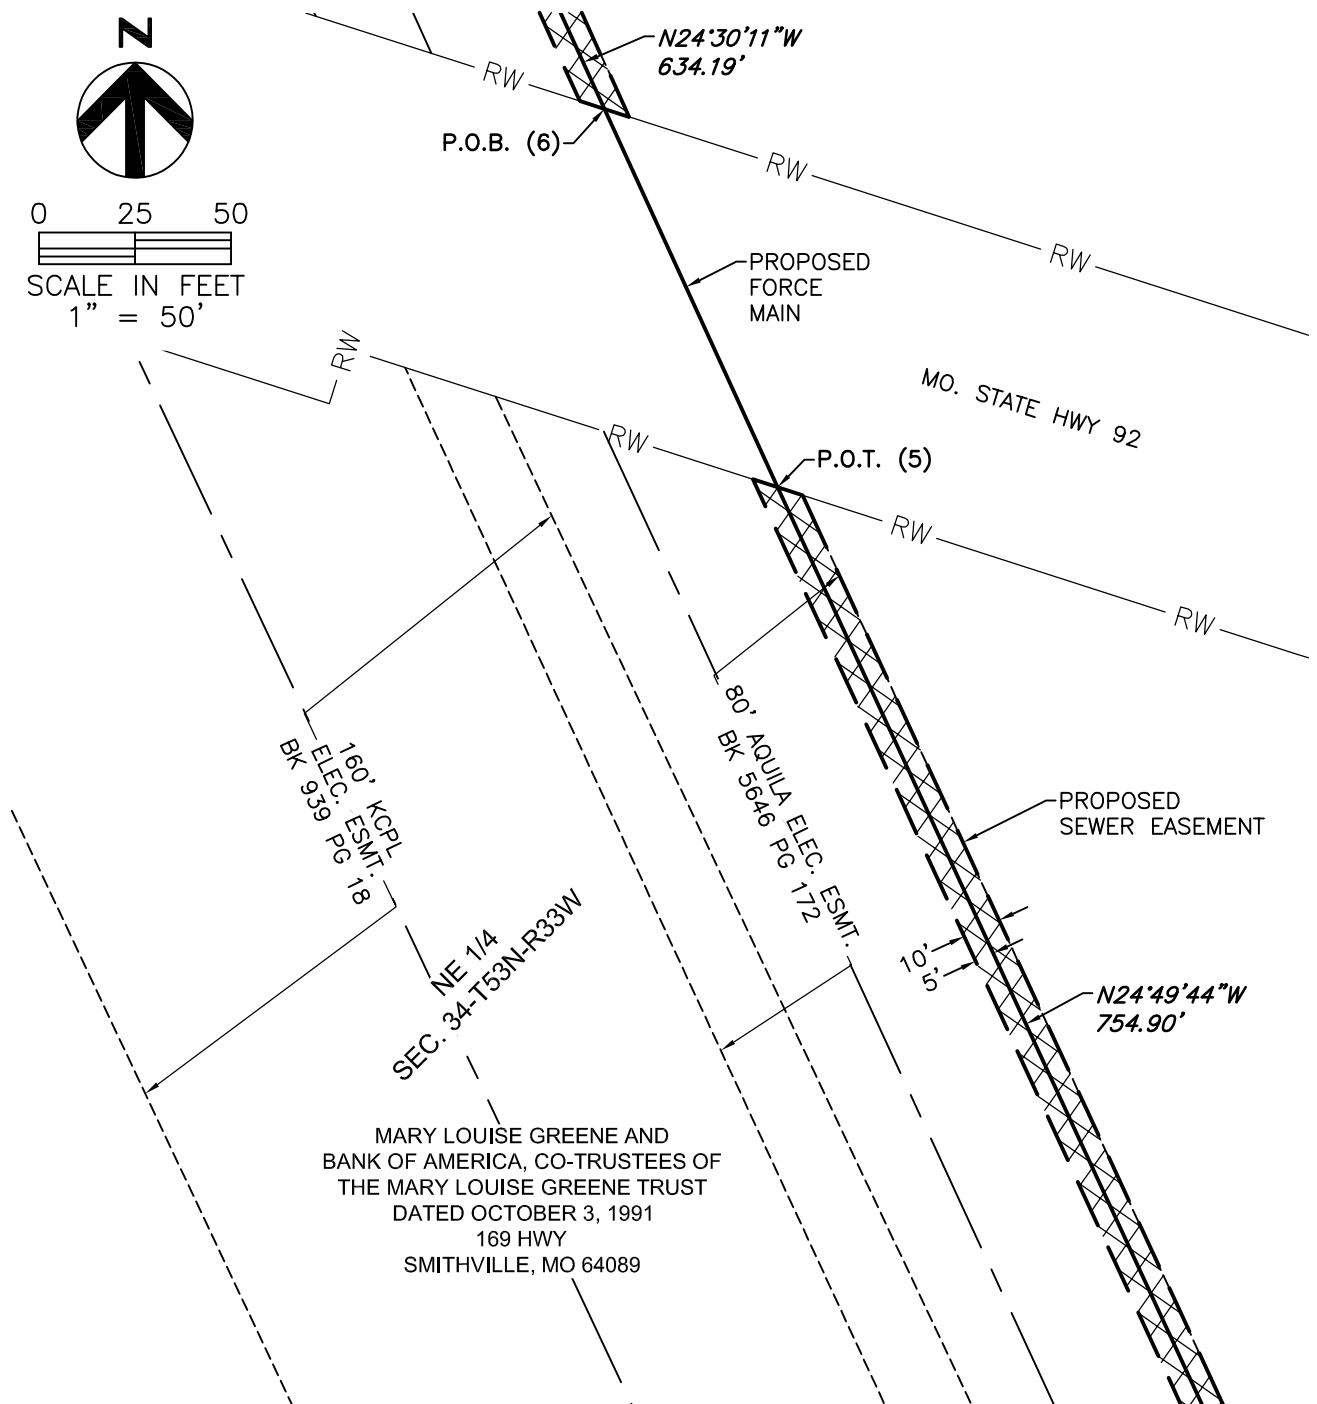 N
0 25 50
SCALE IN FEET
1" = 50'
N24°30'11"W
634.19'
RW
P.O.B. (6)
RW
RW
PROPOSED
FORCE
MAIN
RW
MO. STATE HWY 92
RW
P.O.T. (5)
RW
RW
160' KCPL
ELEC. ESMT.
BK 939 PG 18
80' AQUILA ELEC. ESMT.
BK 5646 PG 172
PROPOSED
SEWER EASEMENT
10'
5'
NE 1/4
SEC. 34-T53N-R33W
N24°49'44"W
754.90'
MARY LOUISE GREENE AND
BANK OF AMERICA, CO-TRUSTEES OF
THE MARY LOUISE GREENE TRUST
DATED OCTOBER 3, 1991
169 HWY
SMITHVILLE, MO 64089